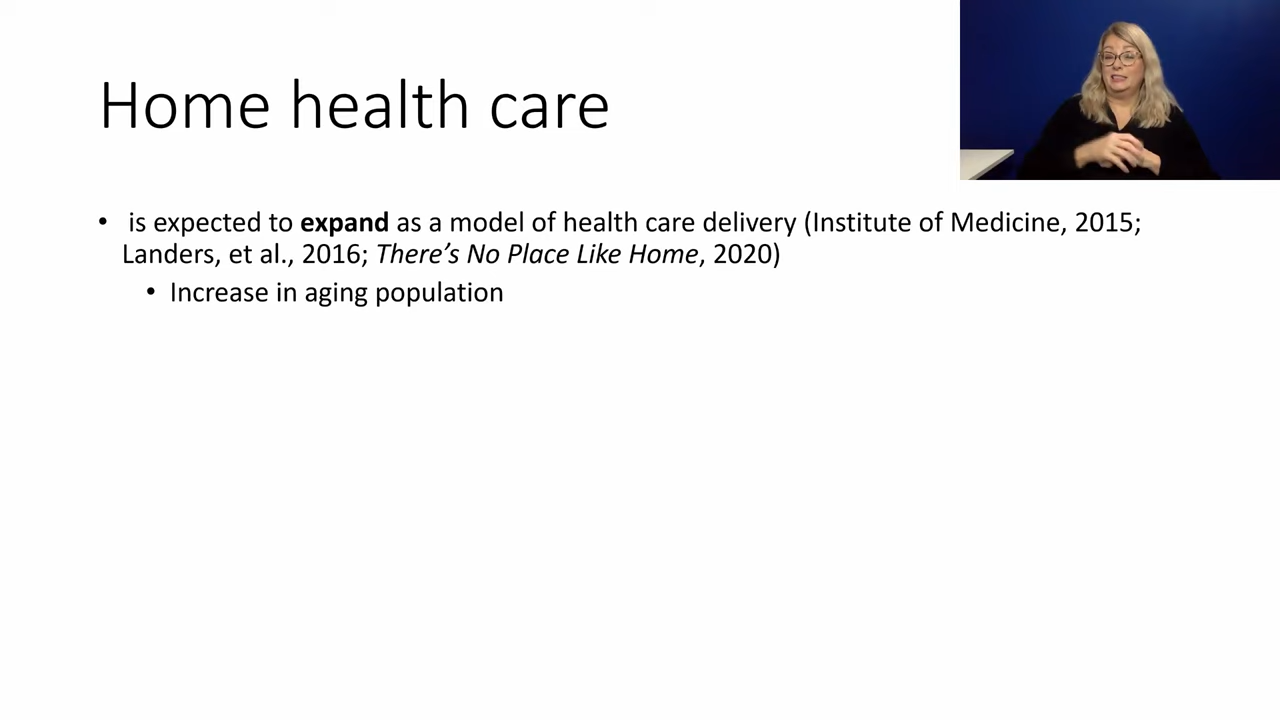 Home health care
• is expected to expand as a model of health care delivery (Institute of Medicine, 2015;
Landers, et al., 2016; There’s No Place Like Home, 2020)
• Increase in aging population